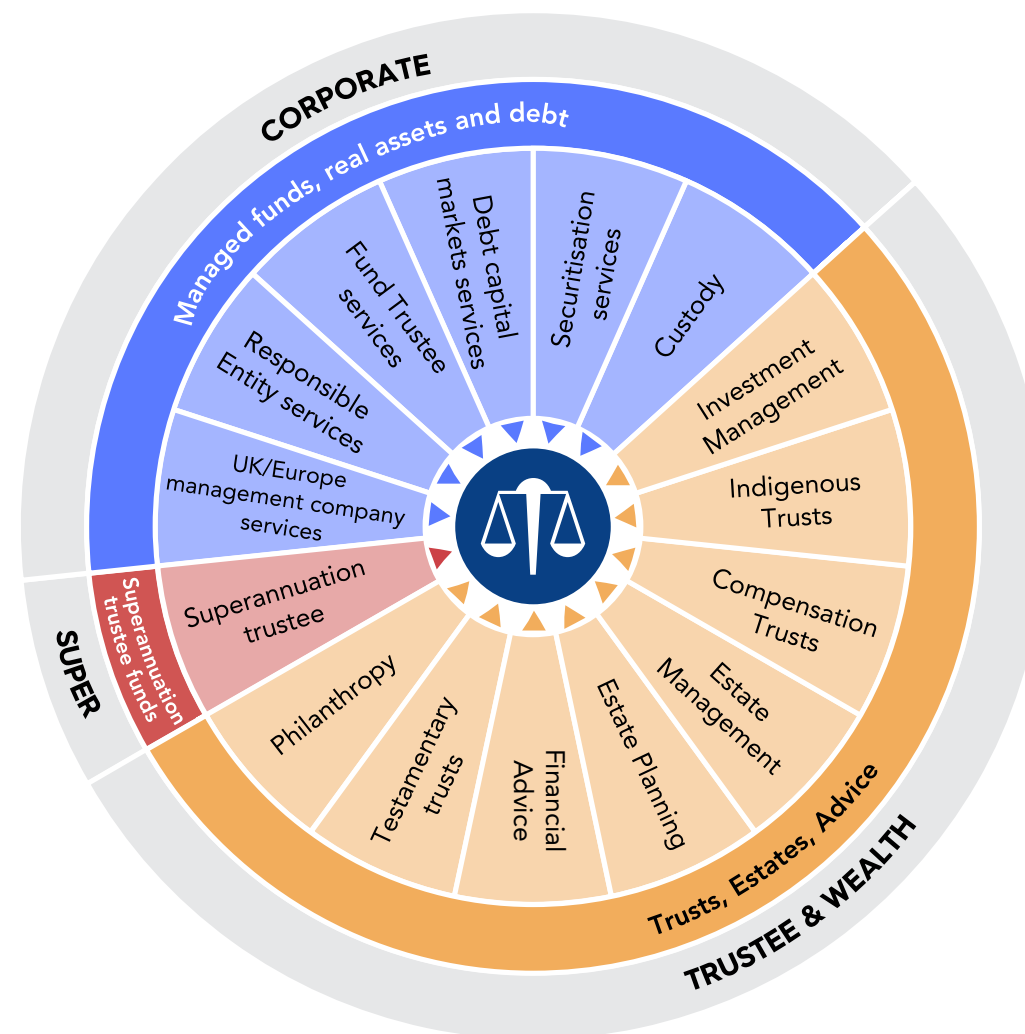 CORPORATE
Managed funds, real assets and debt
UK/Europe
management company
services
Responsible
Entity services
Fund Trustee
services
Debt capital
markets services
Securitisation
services
Custody
TRUSTEE & WEALTH
Trusts, Estates, Advice
Investment
Management
Indigenous
Trusts
Compensation
Trusts
Estate
Management
Estate Planning
Financial
Advice
Testamentary
trusts
Philanthropy
SUPER
Superannuation
trustee funds
Superannuation
trustee